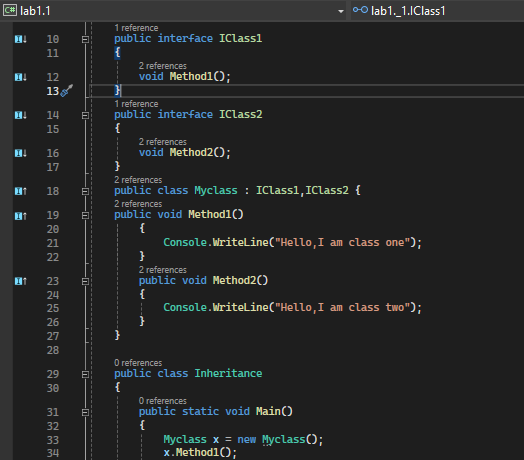 C# lab1.1 lab1._1.IClass1
1 reference
10 public interface IClass1
11 {
2 references
12 void Method1();
13 }
1 reference
14 public interface IClass2
15 {
2 references
16 void Method2();
17 }
2 references
18 public class Myclass : IClass1,IClass2 {
2 references
19 public void Method1()
20 {
21 Console.WriteLine("Hello,I am class one");
22 }
2 references
23 public void Method2()
24 {
25 Console.WriteLine("Hello,I am class two");
26 }
27 }
28
0 references
29 public class Inheritance
30 {
0 references
31 public static void Main()
32 {
33 Myclass x = new Myclass();
34 x.Method1();